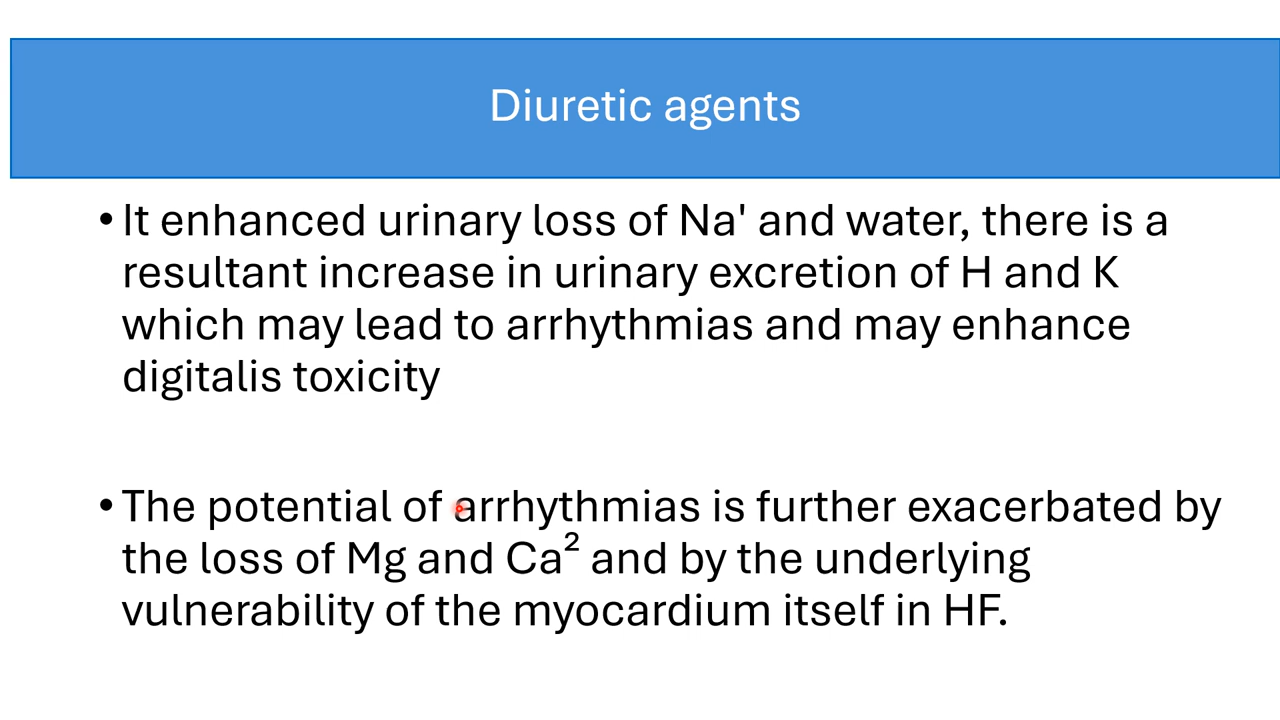 Diuretic agents
• It enhanced urinary loss of Na' and water, there is a
resultant increase in urinary excretion of H and K
which may lead to arrhythmias and may enhance
digitalis toxicity
• The potential of arrhythmias is further exacerbated by
the loss of Mg and Ca² and by the underlying
vulnerability of the myocardium itself in HF.